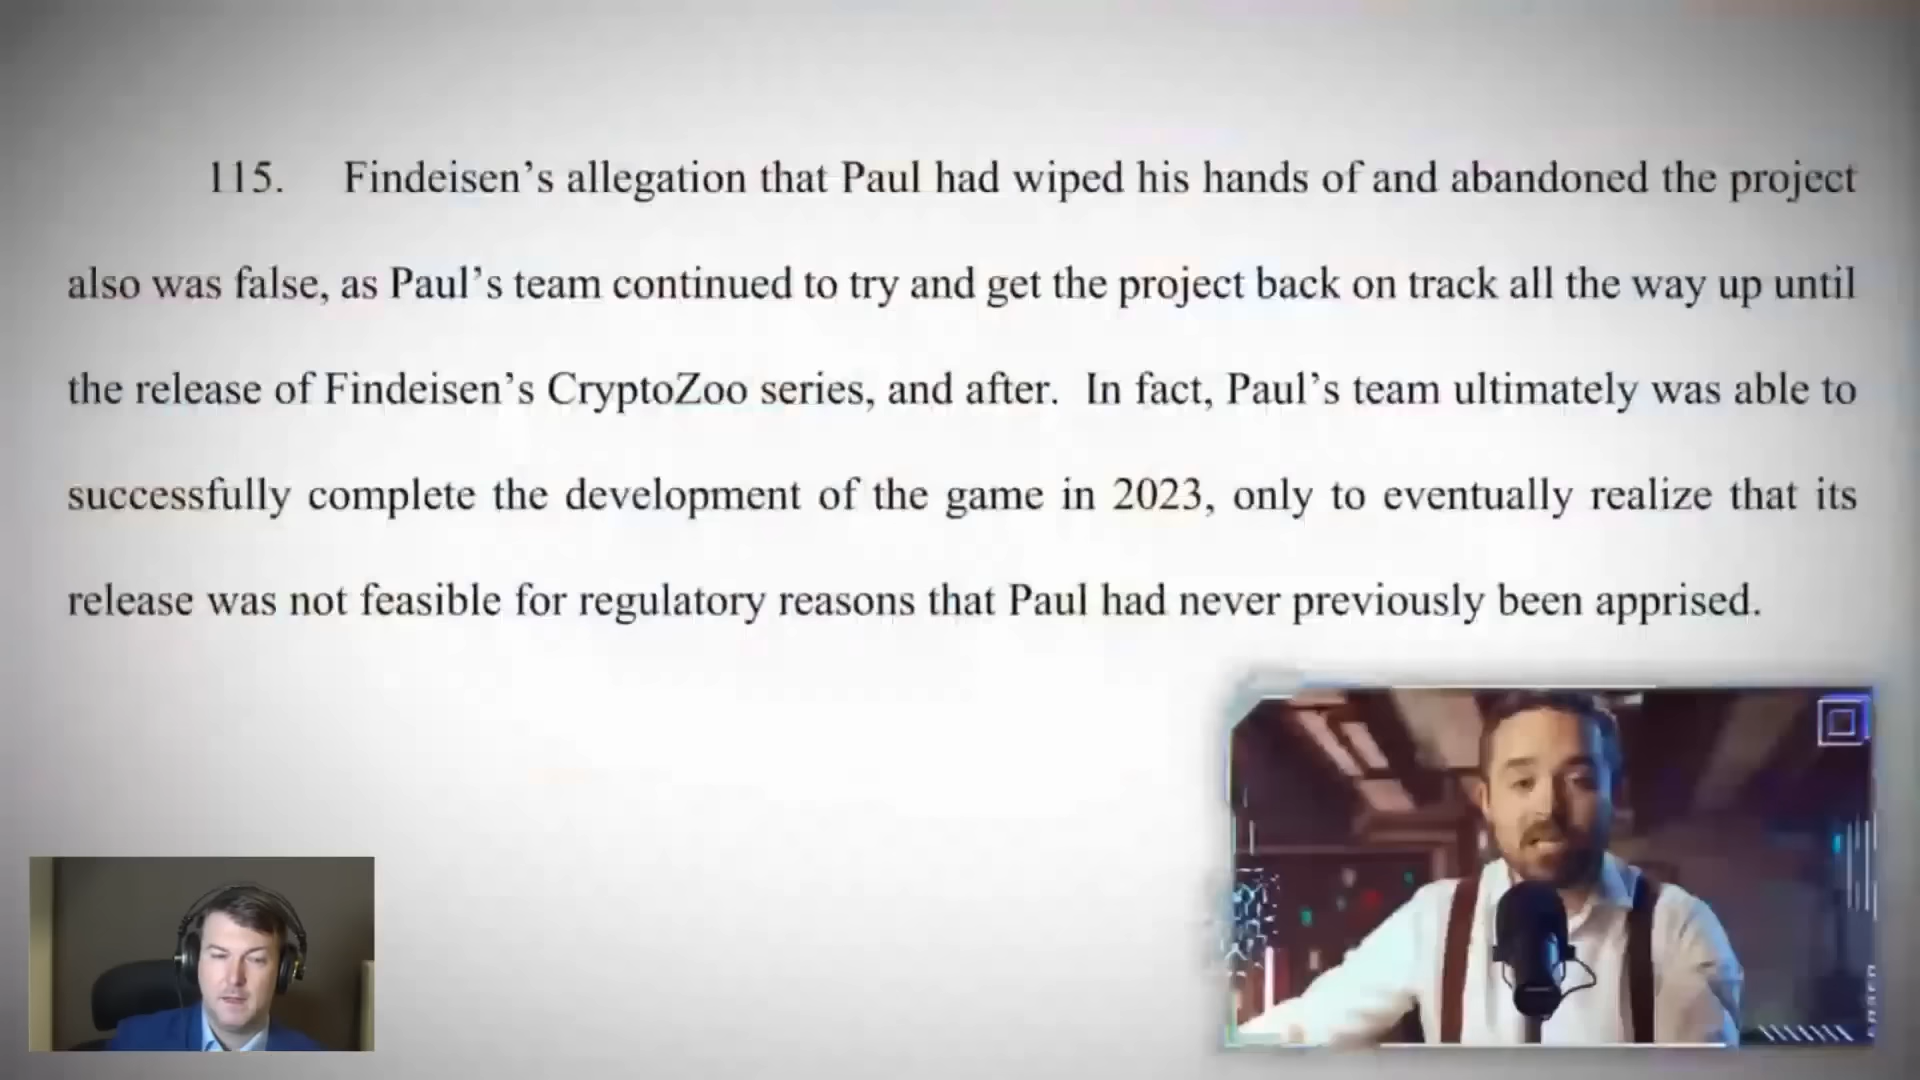 115. Findeisen's allegation that Paul had wiped his hands of and abandoned the project
also was false, as Paul's team continued to try and get the project back on track all the way up until
the release of Findeisen's CryptoZoo series, and after. In fact, Paul's team ultimately was able to
successfully complete the development of the game in 2023, only to eventually realize that its
release was not feasible for regulatory reasons that Paul had never previously been apprised.